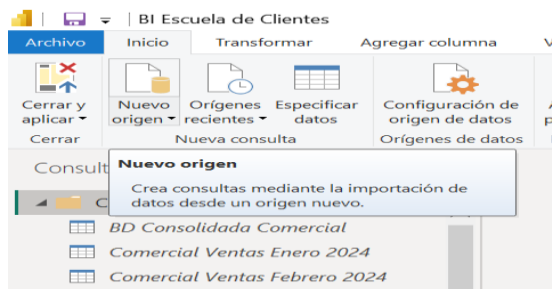 BI Escuela de Clientes
Archivo Inicio Transformar Agregar columna V
Cerrar y aplicar
Nuevo origen
Orígenes recientes
Especificar datos
Configuración de origen de datos
Cerrar Nueva consulta Orígenes de datos
Consult
Nuevo origen
Crea consultas mediante la importación de
datos desde un origen nuevo.
C
BD Consolidada Comercial
Comercial Ventas Enero 2024
Comercial Ventas Febrero 2024